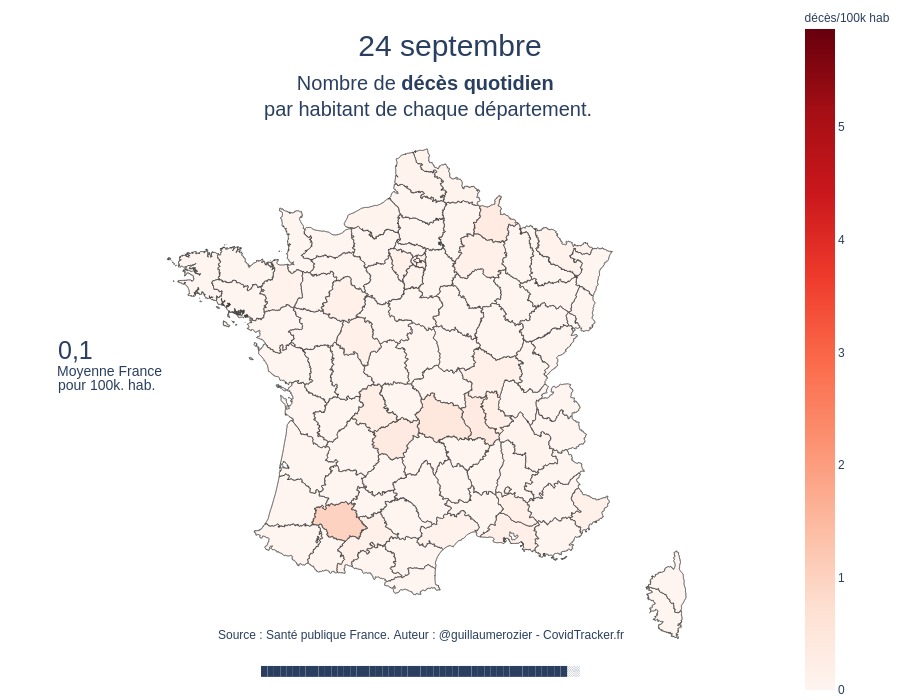 décès/100k hab
24 septembre
Nombre de décès quotidien
par habitant de chaque département.
5
4
3
2
1
0
0,1
Moyenne France
pour 100k. hab.
Source : Santé publique France. Auteur : @guillaumerozier - CovidTracker.fr